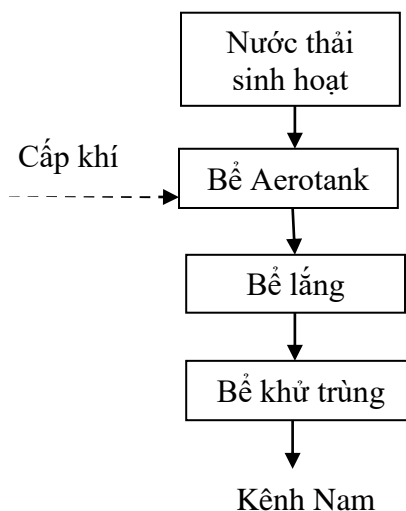 Nước thải
sinh hoạt
Cấp khí
Bể Aerotank
Bể lắng
Bể khử trùng
Kênh Nam